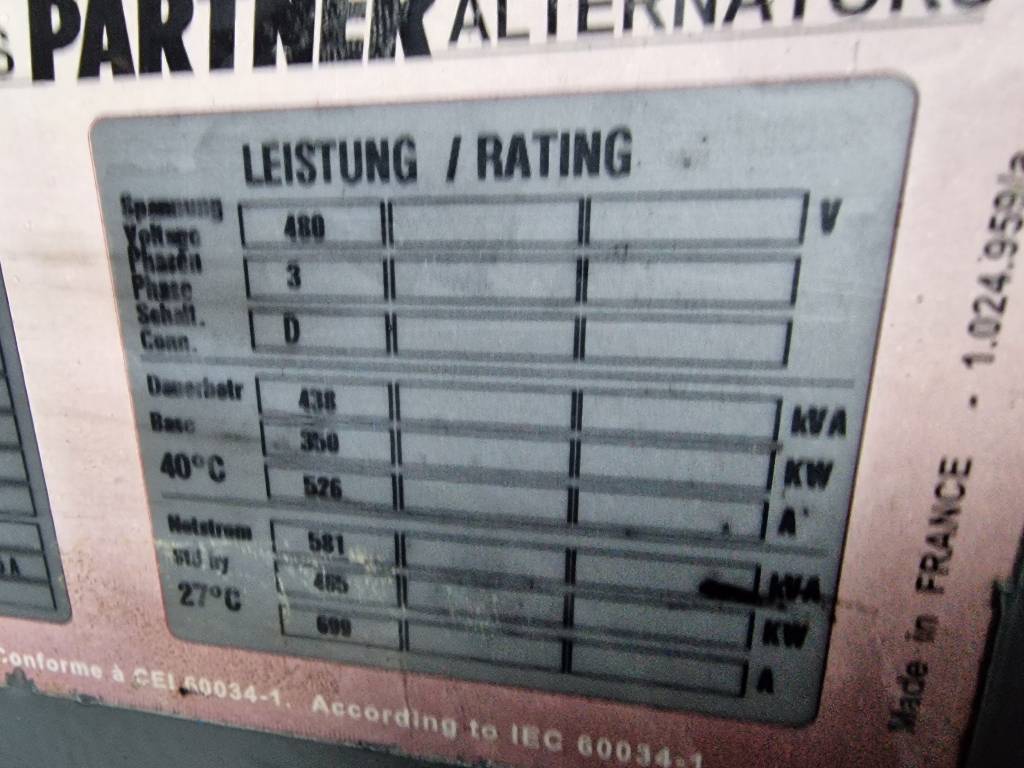 PARTNER ALTERNATORS
LEISTUNG / RATING
Spannung
Voltage 480 V
Phasen
Phase 3
Schalt.
Conn. D
Dauerbetr 438 kVA
Base 350 KW
40°C 526 A
Notstrom 581 kVA
Std by 465 KW
27°C 699 A
Conforme à CEI 60034-1. According to IEC 60034-1
Made in FRANCE - 1.024.959/a